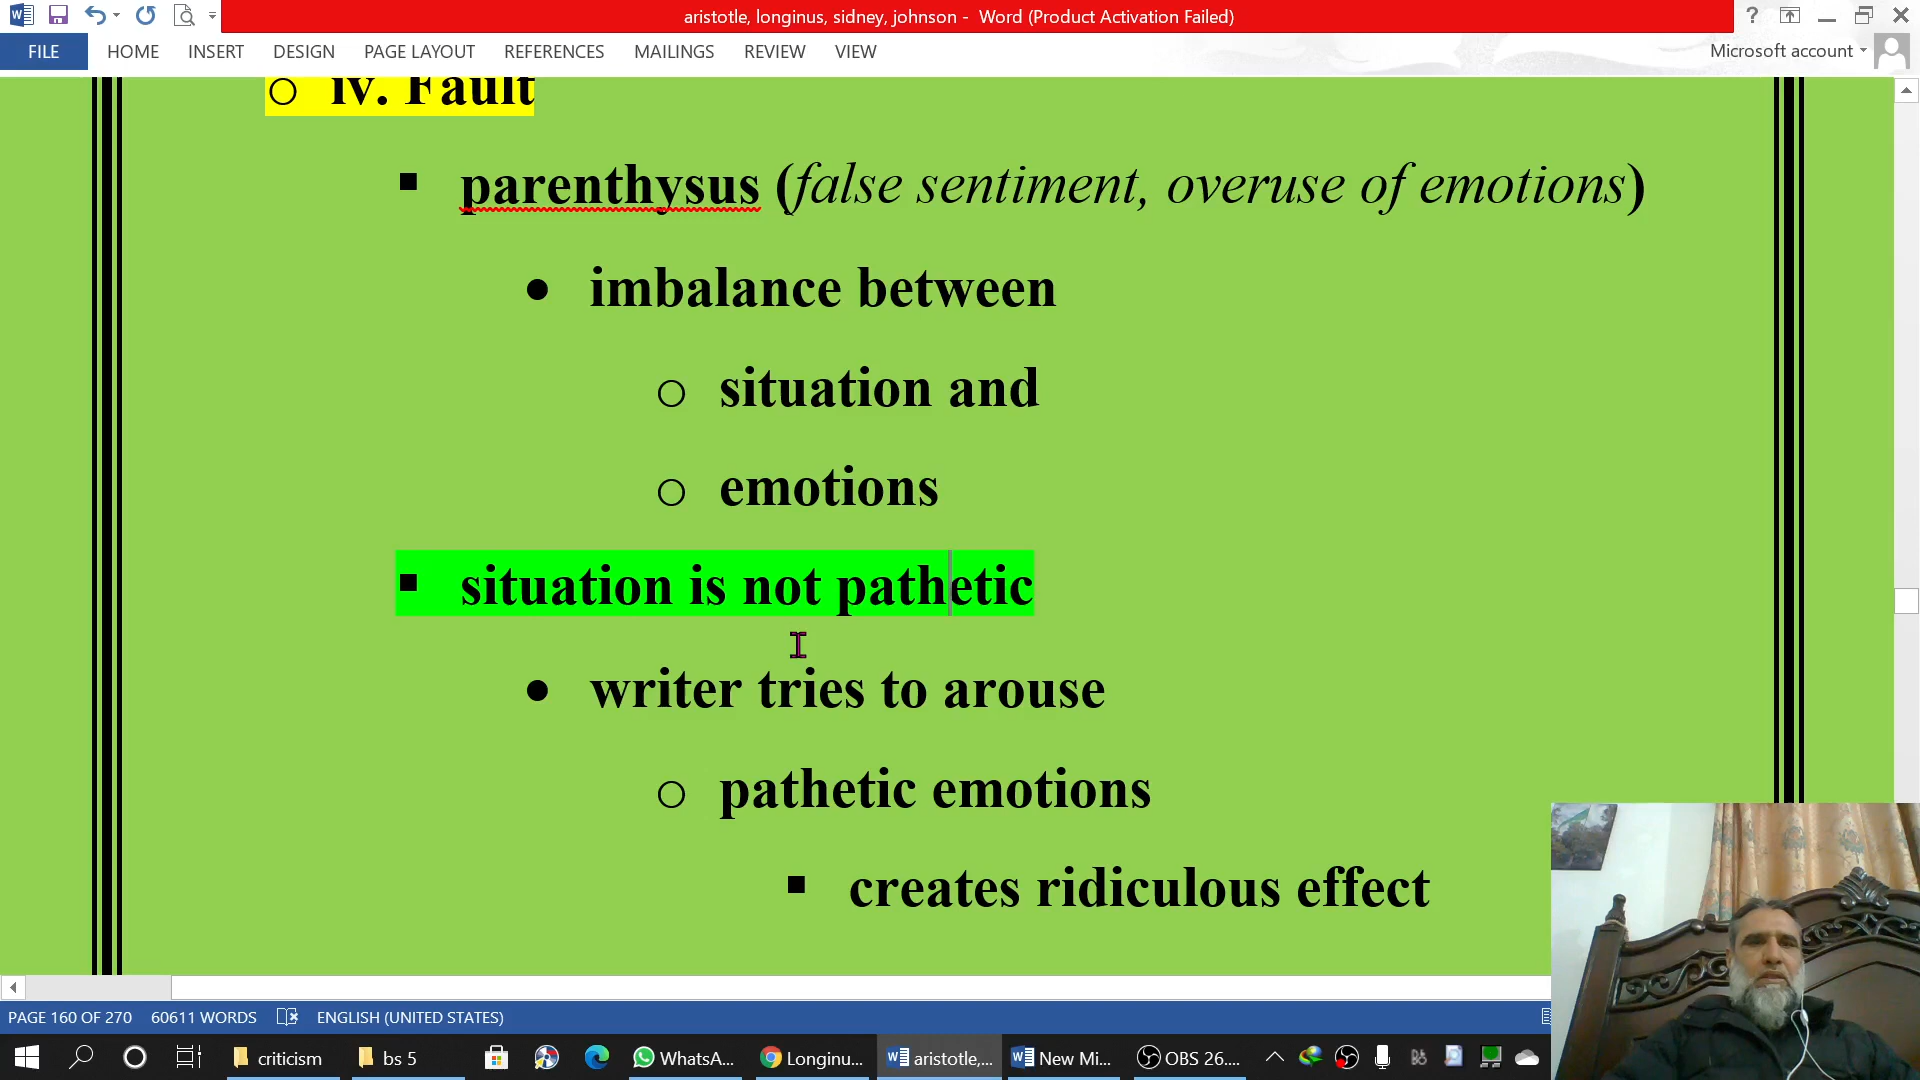 aristotle, longinus, sidney, johnson - Word (Product Activation Failed)
FILE HOME INSERT DESIGN PAGE LAYOUT REFERENCES MAILINGS REVIEW VIEW Microsoft account
iv. Fault
parenthysus (false sentiment, overuse of emotions)
imbalance between
situation and
emotions
situation is not pathetic
writer tries to arouse
pathetic emotions
creates ridiculous effect
PAGE 160 OF 270 60611 WORDS ENGLISH (UNITED STATES)
criticism bs 5 WhatsA... Longinu... aristotle,... New Mi... OBS 26....